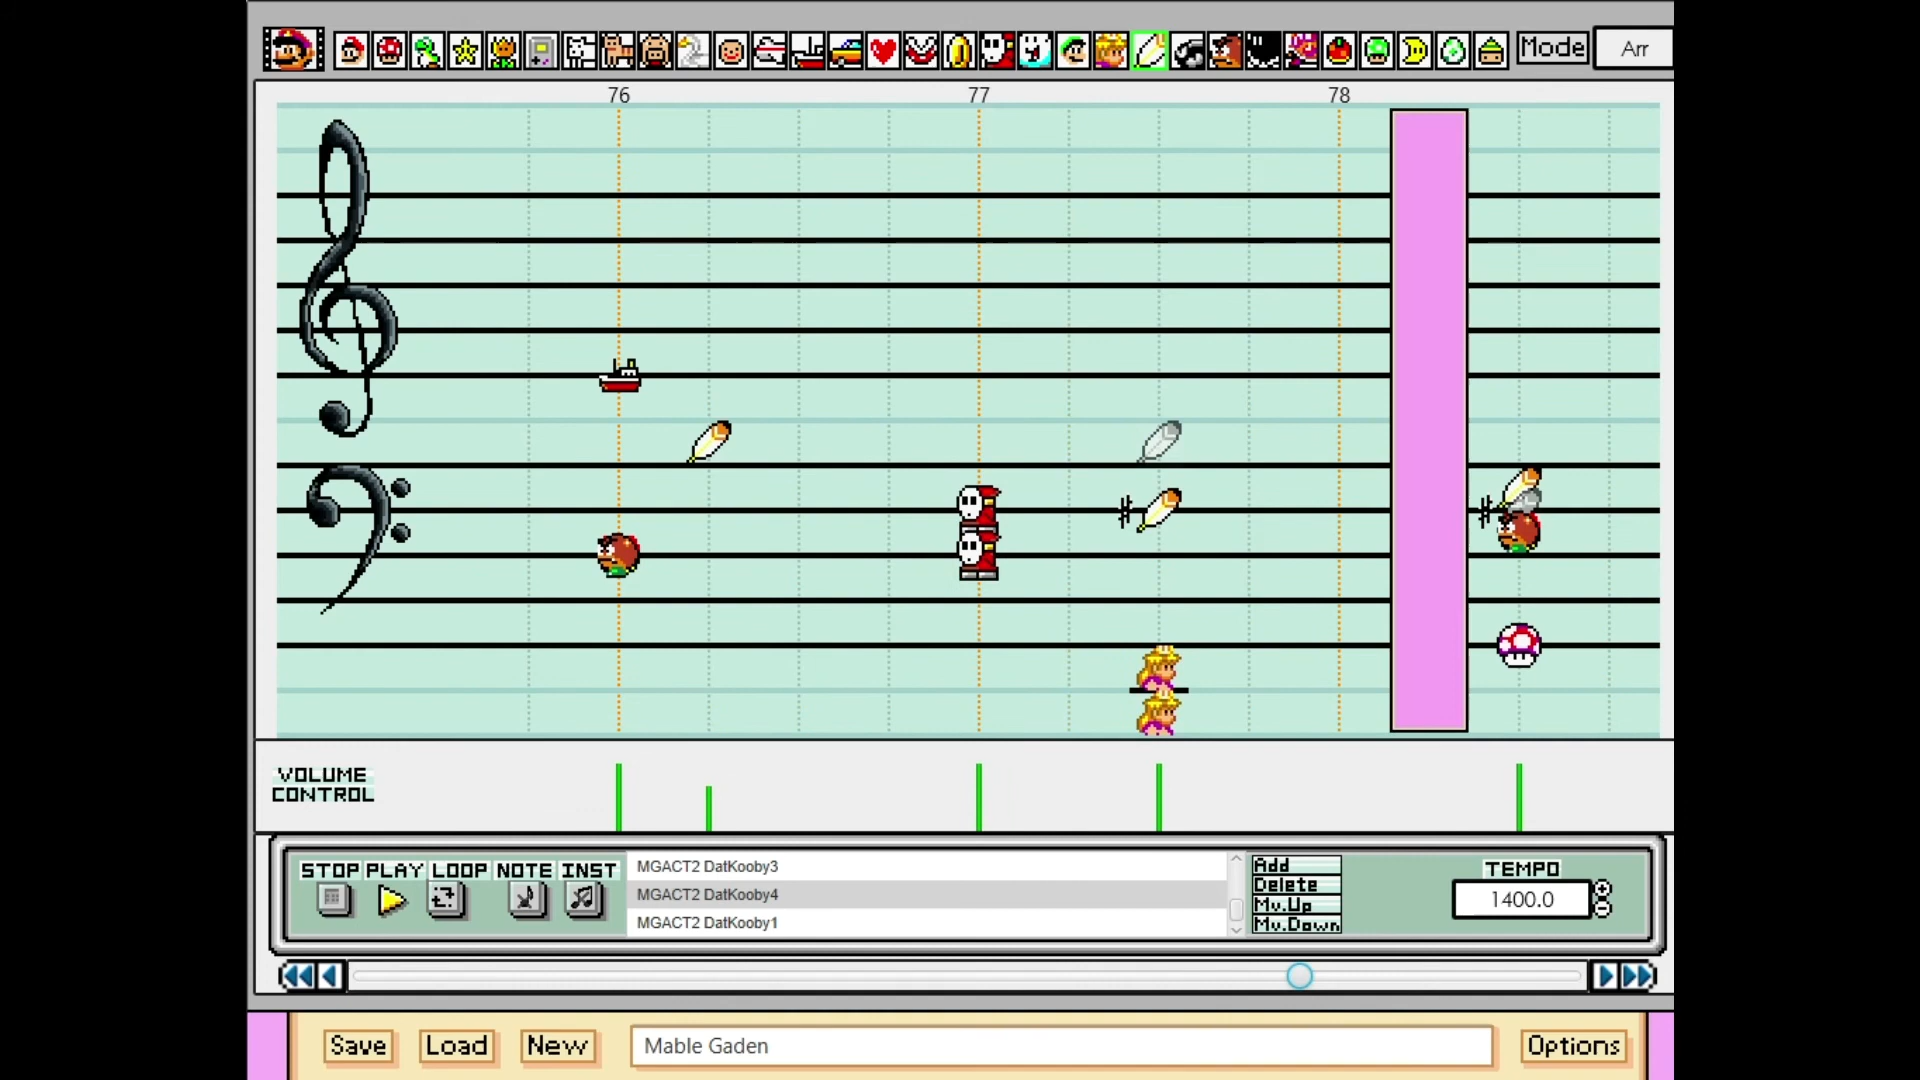 Mode
Arr
76
77
78
VOLUME
CONTROL
STOP PLAY LOOP NOTE INST
MGACT2 DatKooby3
MGACT2 DatKooby4
MGACT2 DatKooby1
Add
Delete
Mv.Up
Mv.Down
TEMPO
1400.0
Save
Load
New
Mable Gaden
Options